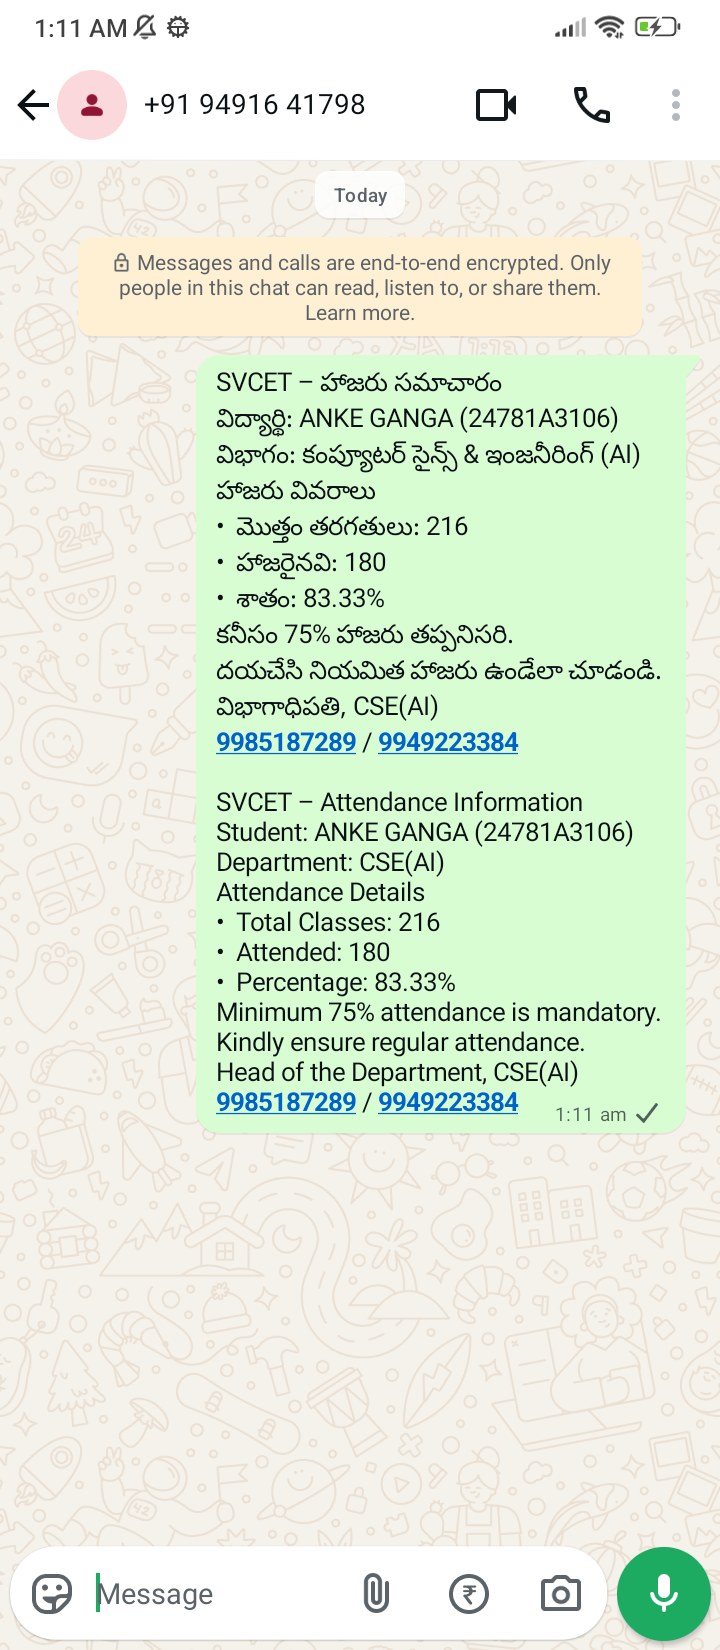 1:11 AM
+91 94916 41798
Today
Messages and calls are end-to-end encrypted. Only
people in this chat can read, listen to, or share them.
Learn more.
SVCET – హాజరు సమాచారం
విద్యార్థి: ANKE GANGA (24781A3106)
విభాగం: కంప్యూటర్ సైన్స్ & ఇంజనీరింగ్ (AI)
హాజరు వివరాలు
• మొత్తం తరగతులు: 216
• హాజరైనవి: 180
• శాతం: 83.33%
కనీసం 75% హాజరు తప్పనిసరి.
దయచేసి నియమిత హాజరు ఉండేలా చూడండి.
విభాగాధిపతి, CSE(AI)
9985187289 / 9949223384
SVCET – Attendance Information
Student: ANKE GANGA (24781A3106)
Department: CSE(AI)
Attendance Details
• Total Classes: 216
• Attended: 180
• Percentage: 83.33%
Minimum 75% attendance is mandatory.
Kindly ensure regular attendance.
Head of the Department, CSE(AI)
9985187289 / 9949223384
1:11 am
Message